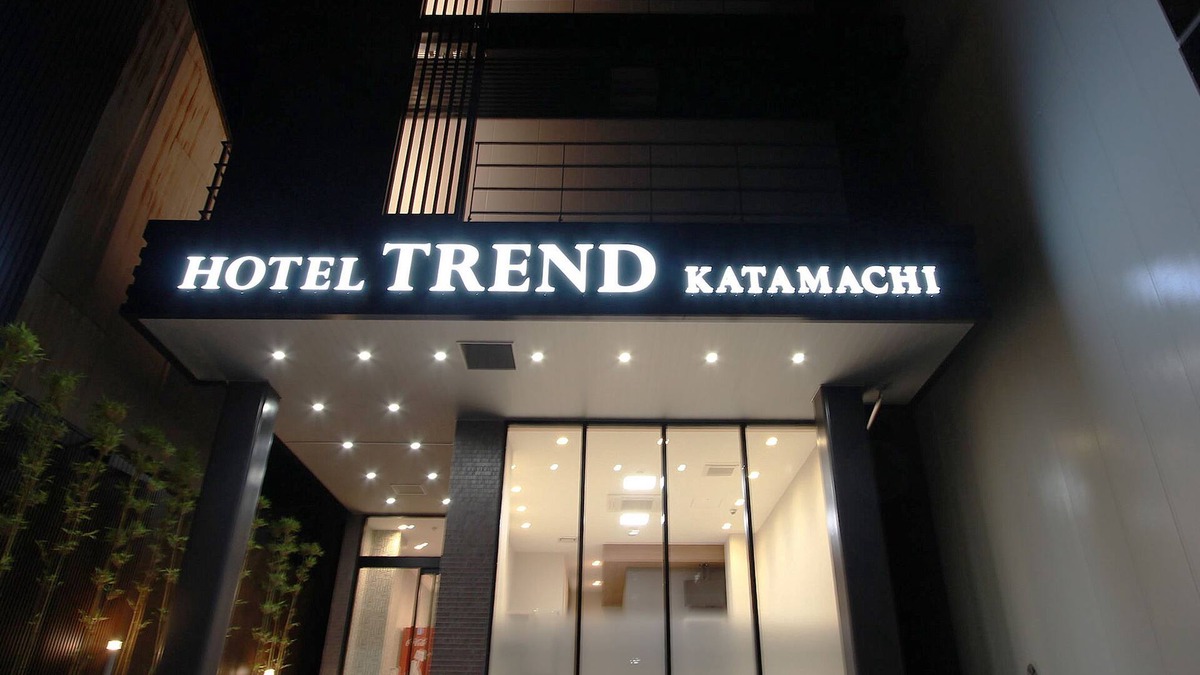 HOTEL TREND KATAMACHI